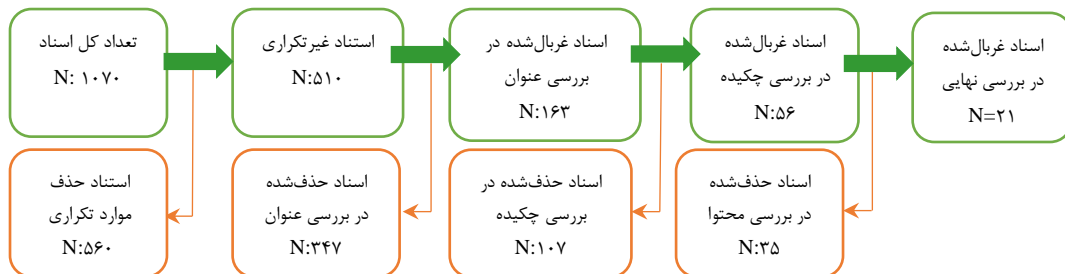 تعداد کل اسناد
N: ۱۰۷۰
استناد غیرتکراری
N:۵۱۰
اسناد غربال‌شده در
بررسی عنوان
N:۱۶۳
اسناد غربال‌شده
در بررسی چکیده
N:۵۶
اسناد غربال‌شده
در بررسی نهایی
N=۲۱
استناد حذف
موارد تکراری
N:۵۶۰
اسناد حذف‌شده
در بررسی عنوان
N:۳۴۷
اسناد حذف‌شده در
بررسی چکیده
N:۱۰۷
اسناد حذف‌شده
در بررسی محتوا
N:۳۵